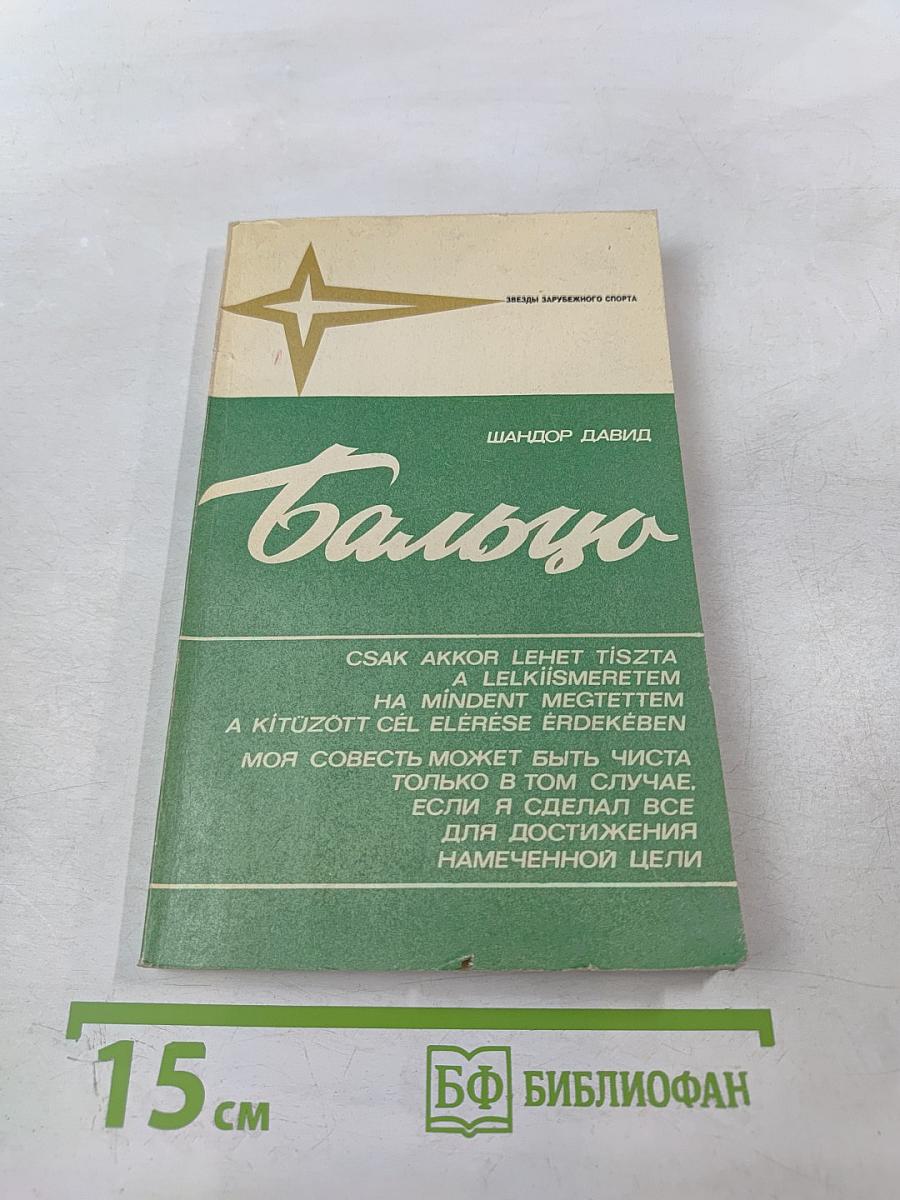 ЗВЕЗДЫ ЗАРУБЕЖНОГО СПОРТА
ШАНДОР ДАВИД
Бальцо
CSAK AKKOR LEHET TISZTA
A LELKIISMERETEM
HA MINDENT MEGTETTEM
A KITŰZÖTT CÉL ELÉRÉSE ÉRDEKÉBEN
МОЯ СОВЕСТЬ МОЖЕТ БЫТЬ ЧИСТА
ТОЛЬКО В ТОМ СЛУЧАЕ,
ЕСЛИ Я СДЕЛАЛ ВСЕ
ДЛЯ ДОСТИЖЕНИЯ
НАМЕЧЕННОЙ ЦЕЛИ
15 см
БФ БИБЛИОФАН